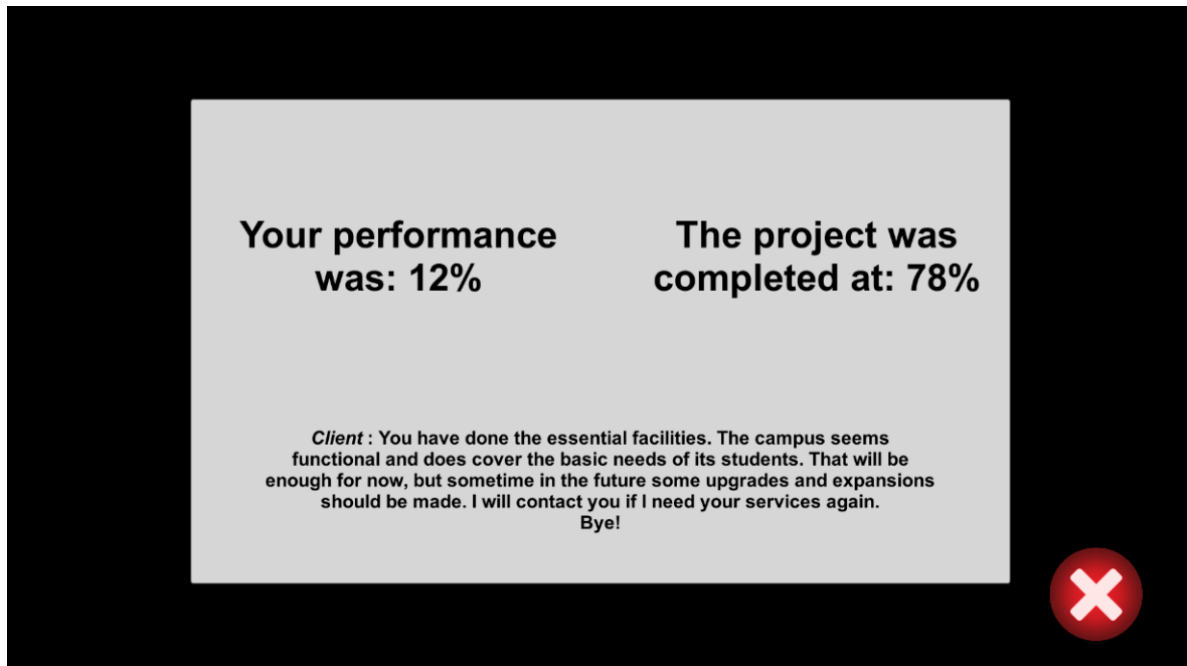 Your performance
was: 12%
The project was
completed at: 78%
Client : You have done the essential facilities. The campus seems
functional and does cover the basic needs of its students. That will be
enough for now, but sometime in the future some upgrades and expansions
should be made. I will contact you if I need your services again.
Bye!